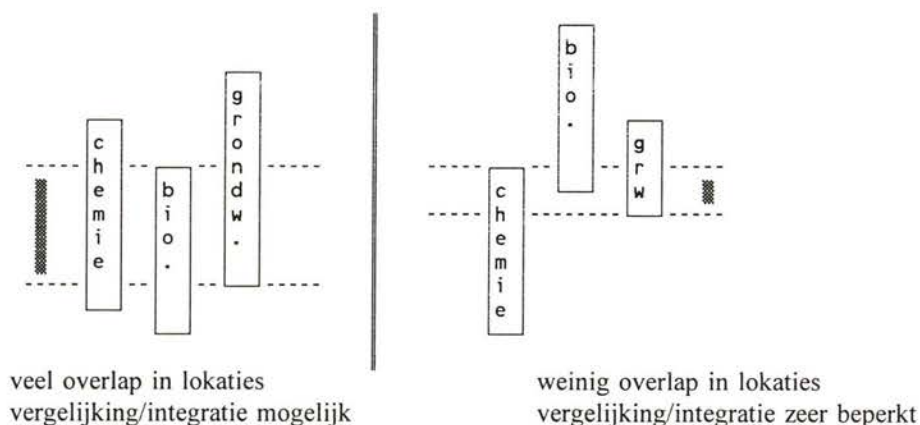 chemie
bio.
grondw.
chemie
bio.
grw
veel overlap in lokaties
vergelijking/integratie mogelijk
weinig overlap in lokaties
vergelijking/integratie zeer beperkt